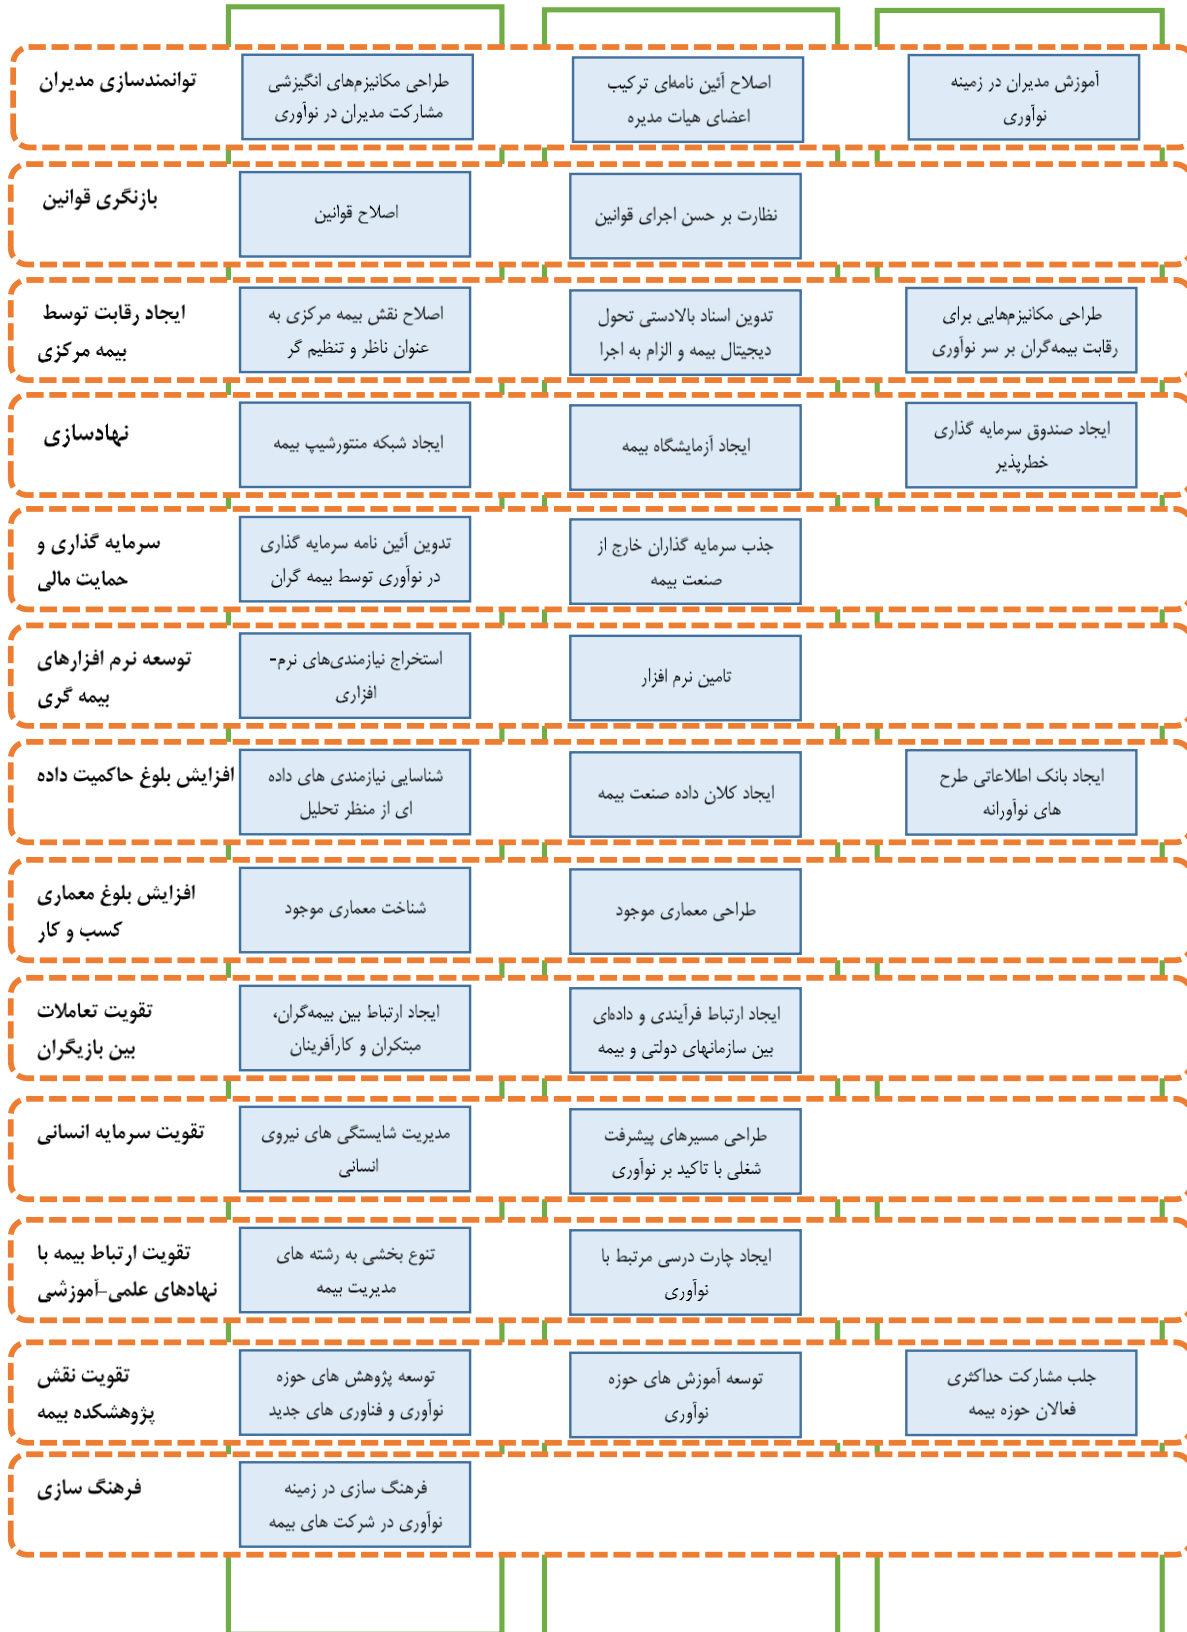 توانمندسازی مدیران
طراحی مکانیزم‌های انگیزشی
مشارکت مدیران در نوآوری
اصلاح آئین نامه‌ای ترکیب
اعضای هیات مدیره
آموزش مدیران در زمینه
نوآوری
بازنگری قوانین
اصلاح قوانین
نظارت بر حسن اجرای قوانین
ایجاد رقابت توسط
بیمه مرکزی
اصلاح نقش بیمه مرکزی به
عنوان ناظر و تنظیم گر
تدوین اسناد بالادستی تحول
دیجیتال بیمه و الزام به اجرا
طراحی مکانیزم‌هایی برای
رقابت بیمه‌گران بر سر نوآوری
نهادسازی
ایجاد شبکه منتورشیپ بیمه
ایجاد آزمایشگاه بیمه
ایجاد صندوق سرمایه گذاری
خطرپذیر
سرمایه گذاری و
حمایت مالی
تدوین آئین نامه سرمایه گذاری
در نوآوری توسط بیمه گران
جذب سرمایه گذاران خارج از
صنعت بیمه
توسعه نرم افزارهای
بیمه گری
استخراج نیازمندی‌های نرم-
افزاری
تامین نرم افزار
افزایش بلوغ حاکمیت داده
شناسایی نیازمندی های داده
ای از منظر تحلیل
ایجاد کلان داده صنعت بیمه
ایجاد بانک اطلاعاتی طرح
های نوآورانه
افزایش بلوغ معماری
کسب و کار
شناخت معماری موجود
طراحی معماری موجود
تقویت تعاملات
بین بازیگران
ایجاد ارتباط بین بیمه‌گران،
مبتکران و کارآفرینان
ایجاد ارتباط فرآیندی و داده‌ای
بین سازمانهای دولتی و بیمه
تقویت سرمایه انسانی
مدیریت شایستگی های نیروی
انسانی
طراحی مسیرهای پیشرفت
شغلی با تاکید بر نوآوری
تقویت ارتباط بیمه با
نهادهای علمی-آموزشی
تنوع بخشی به رشته های
مدیریت بیمه
ایجاد چارت درسی مرتبط با
نوآوری
تقویت نقش
پژوهشکده بیمه
توسعه پژوهش های حوزه
نوآوری و فناوری های جدید
توسعه آموزش های حوزه
نوآوری
جلب مشارکت حداکثری
فعالان حوزه بیمه
فرهنگ سازی
فرهنگ سازی در زمینه
نوآوری در شرکت های بیمه